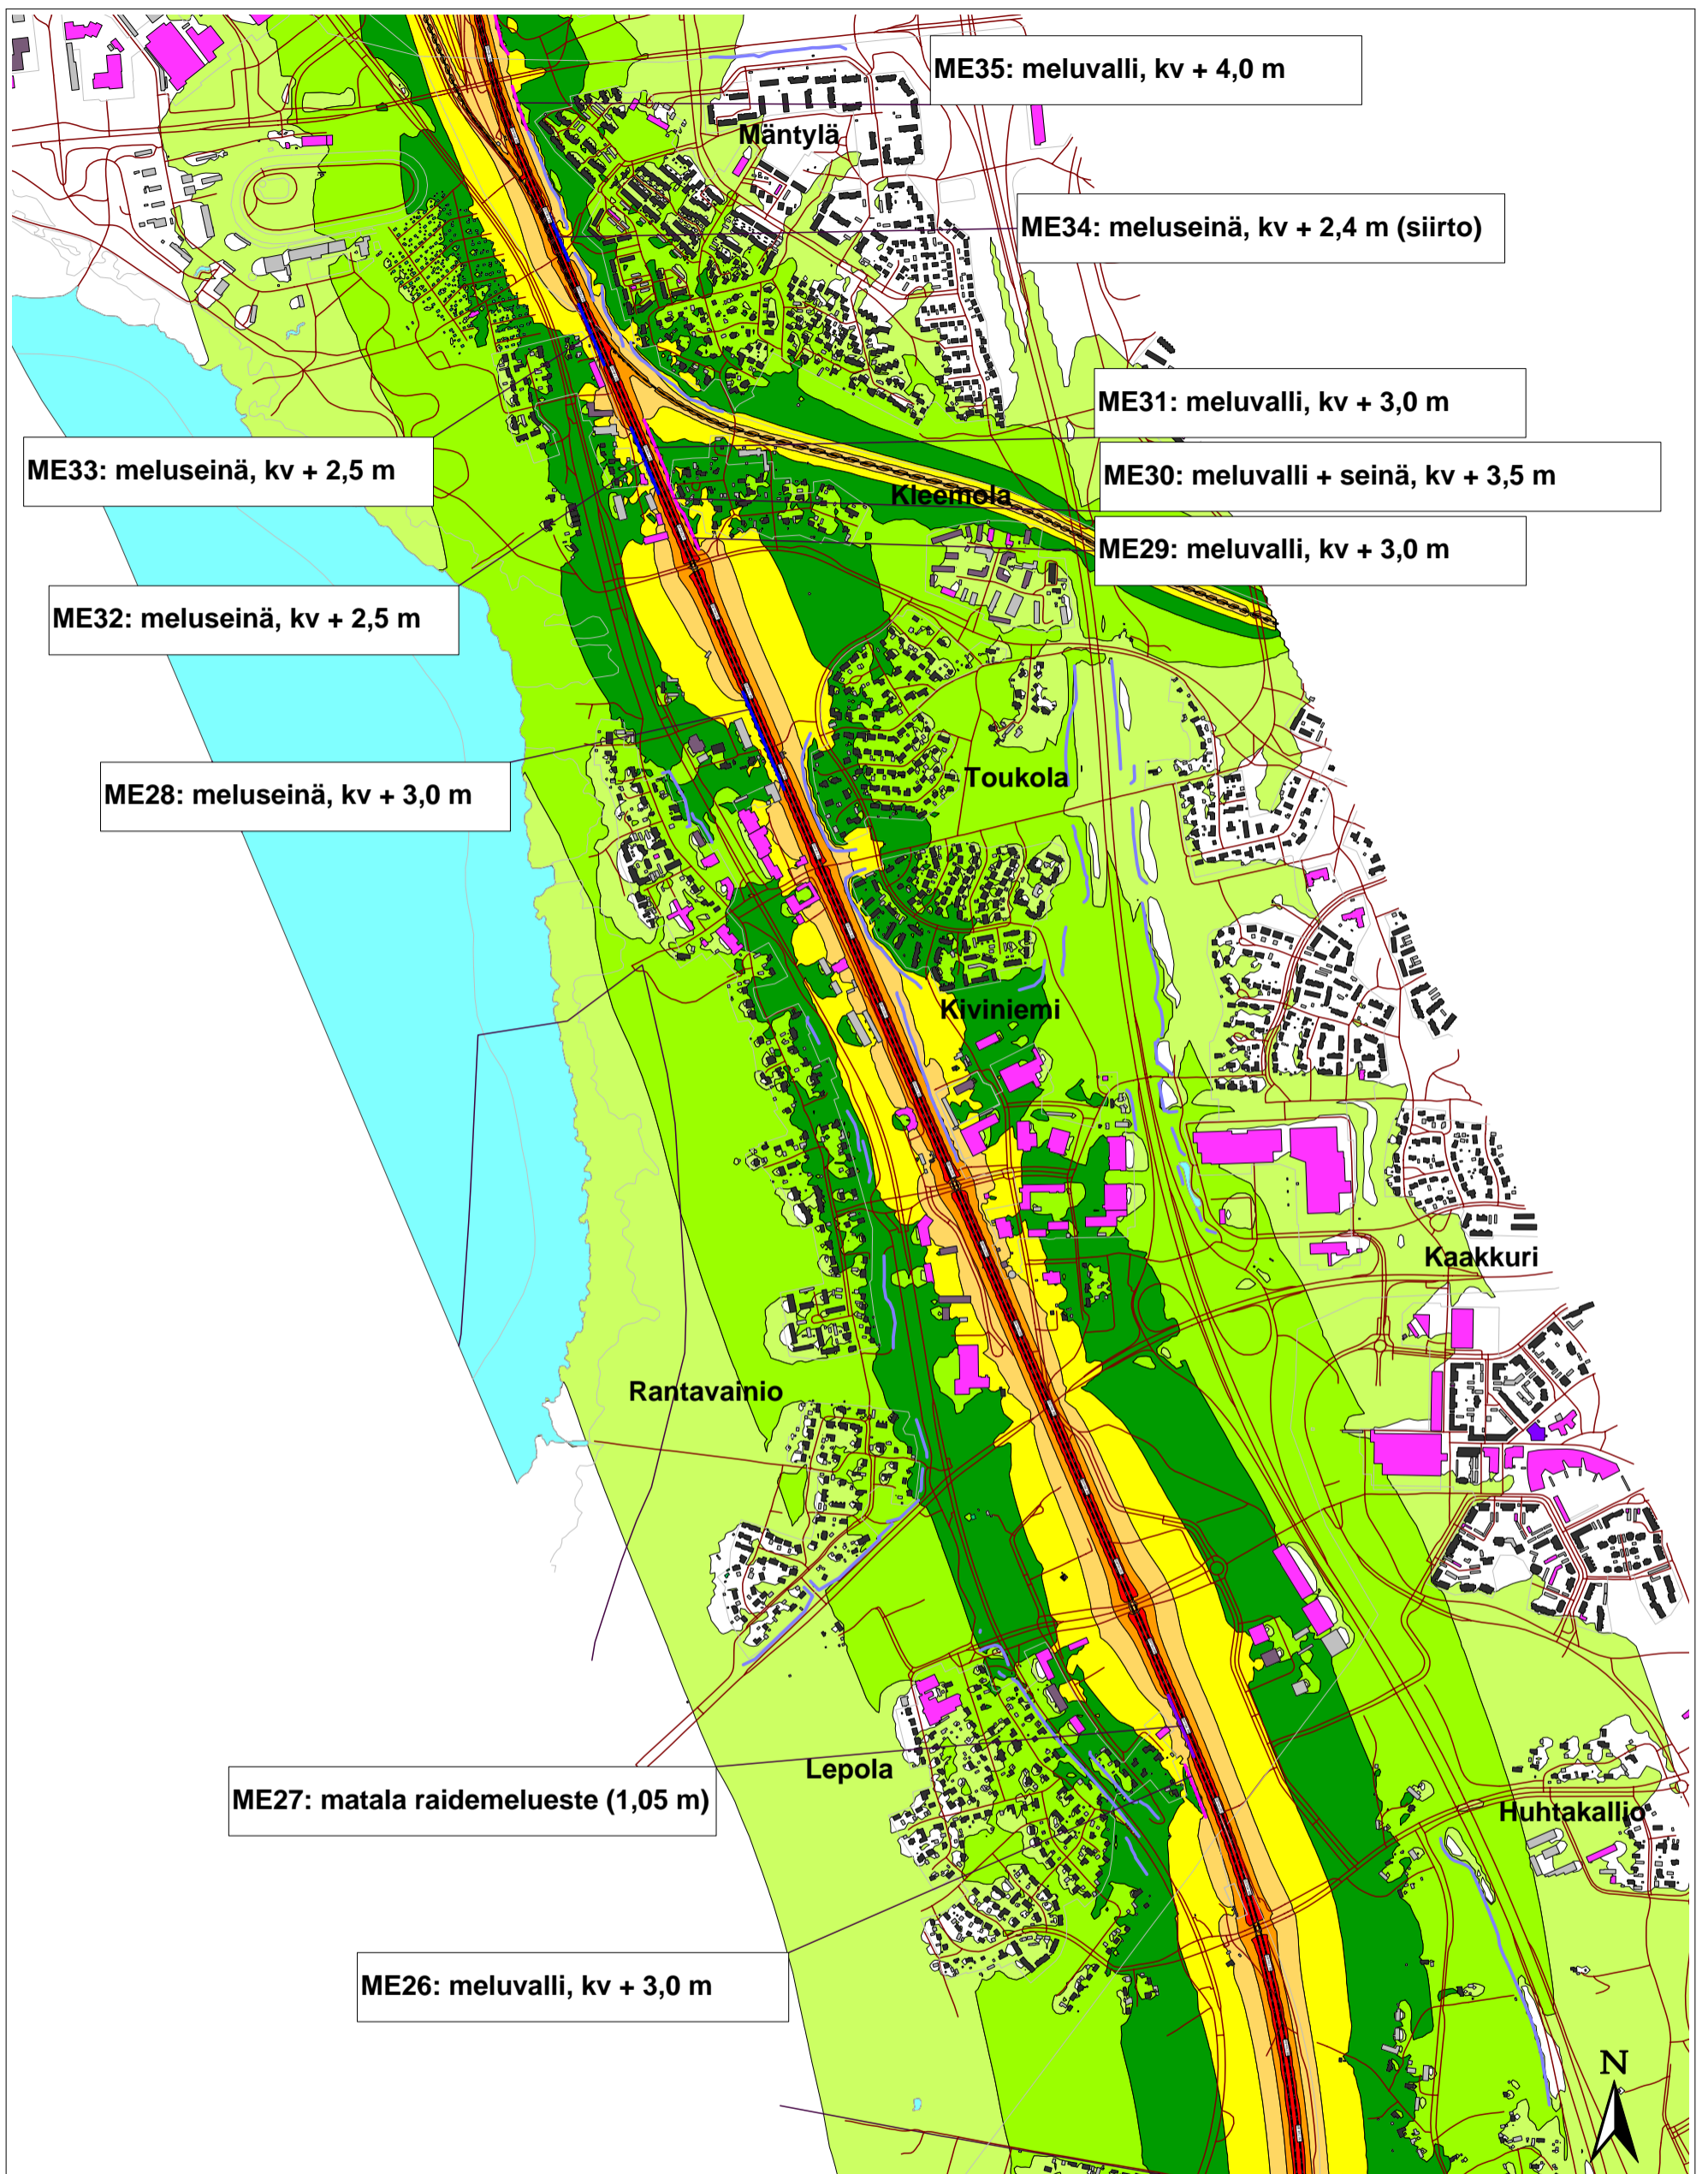 ME35: meluvalli, kv + 4,0 m
Mäntylä
ME34: meluseinä, kv + 2,4 m (siirto)
ME31: meluvalli, kv + 3,0 m
ME33: meluseinä, kv + 2,5 m
ME30: meluvalli + seinä, kv + 3,5 m
Kleemola
ME29: meluvalli, kv + 3,0 m
ME32: meluseinä, kv + 2,5 m
Toukola
ME28: meluseinä, kv + 3,0 m
Kiviniemi
Kaakkuri
Rantavainio
Lepola
ME27: matala raidemelueste (1,05 m)
Huhtakallio
ME26: meluvalli, kv + 3,0 m
N